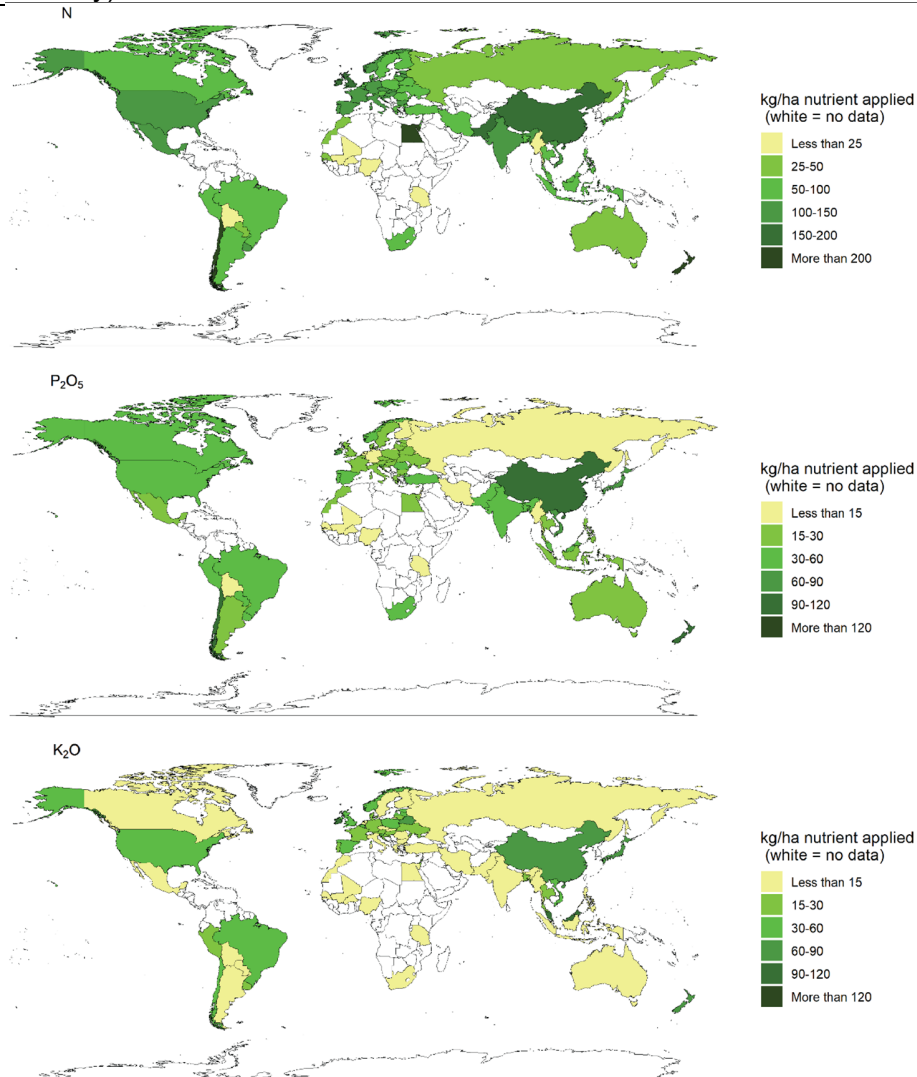 N
kg/ha nutrient applied
(white = no data)
Less than 25
25-50
50-100
100-150
150-200
More than 200
P₂O₅
kg/ha nutrient applied
(white = no data)
Less than 15
15-30
30-60
60-90
90-120
More than 120
K₂O
kg/ha nutrient applied
(white = no data)
Less than 15
15-30
30-60
60-90
90-120
More than 120